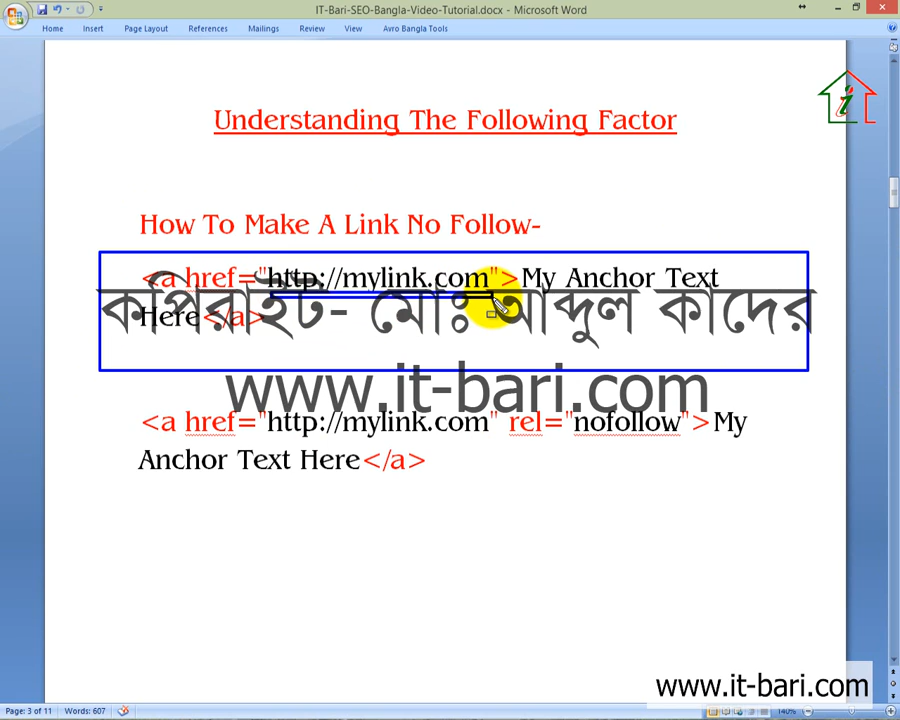 IT-Bari-SEO-Bangla-Video-Tutorial.docx - Microsoft Word
Home Insert Page Layout References Mailings Review View Avro Bangla Tools
Understanding The Following Factor
How To Make A Link No Follow-
<a href="http://mylink.com">My Anchor Text
Here</a>
কপিরাইট- মোঃ আব্দুল কাদের
www.it-bari.com
<a href="http://mylink.com" rel="nofollow">My
Anchor Text Here</a>
www.it-bari.com
Page: 3 of 11 Words: 607 140%